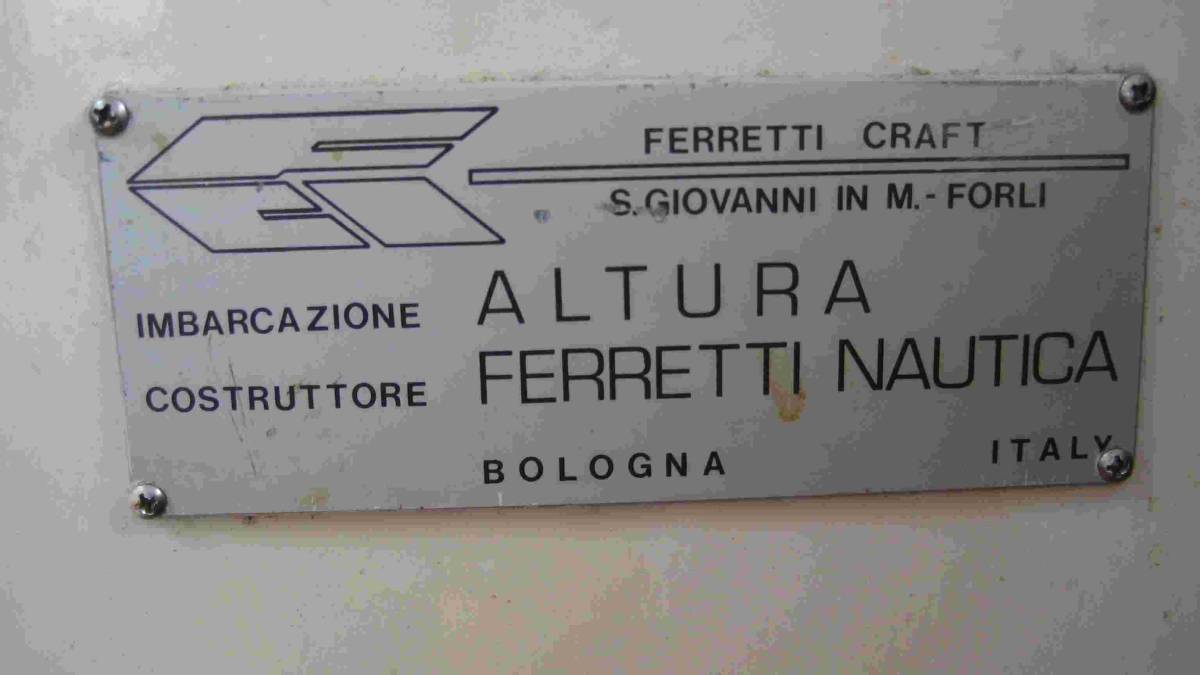 FERRETTI CRAFT
S. GIOVANNI IN M. - FORLI
IMBARCAZIONE ALTURA
COSTRUTTORE FERRETTI NAUTICA
BOLOGNA ITALY